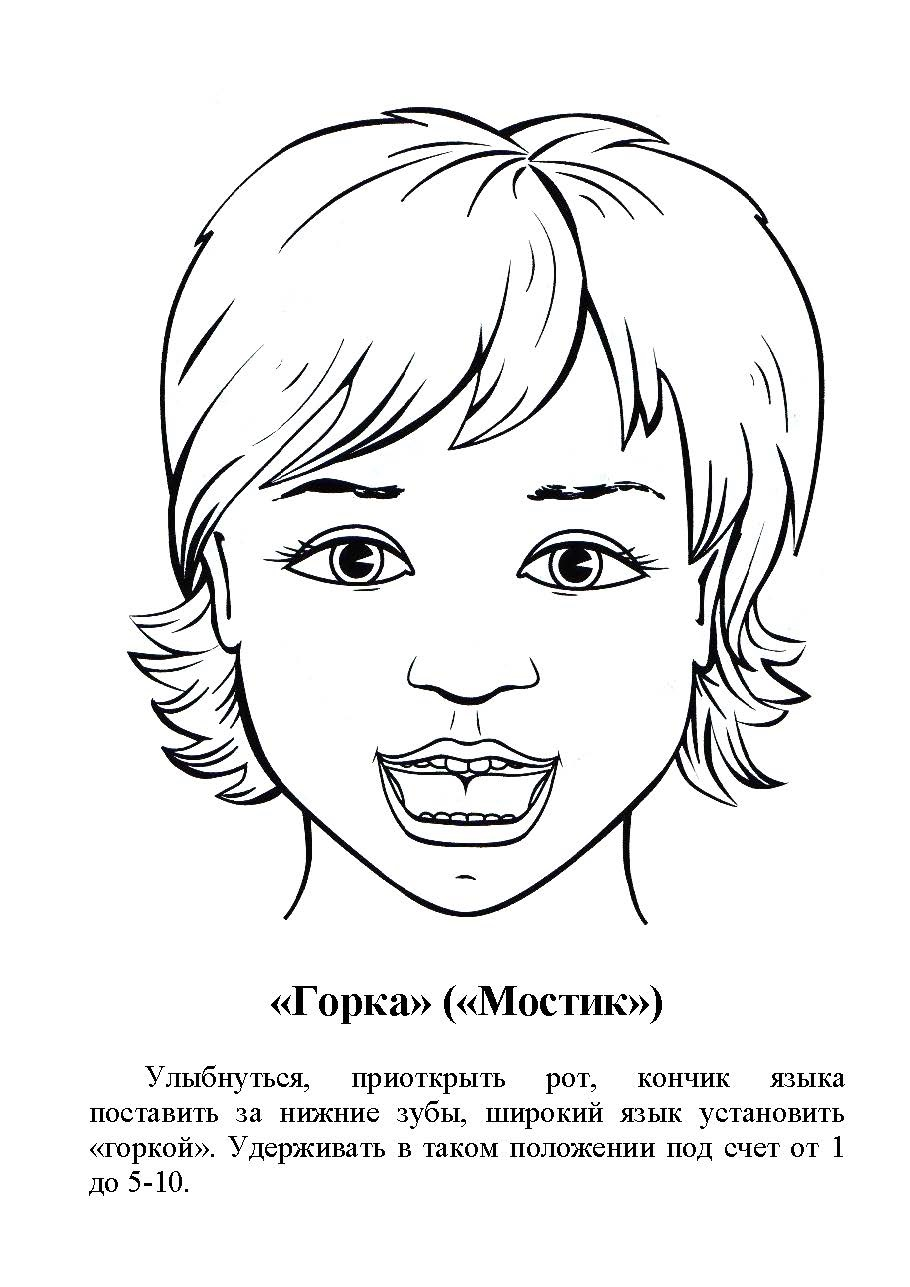 «Горка» («Мостик»)
Улыбнуться, приоткрыть рот, кончик языка
поставить за нижние зубы, широкий язык установить
«горкой». Удерживать в таком положении под счет от 1
до 5-10.